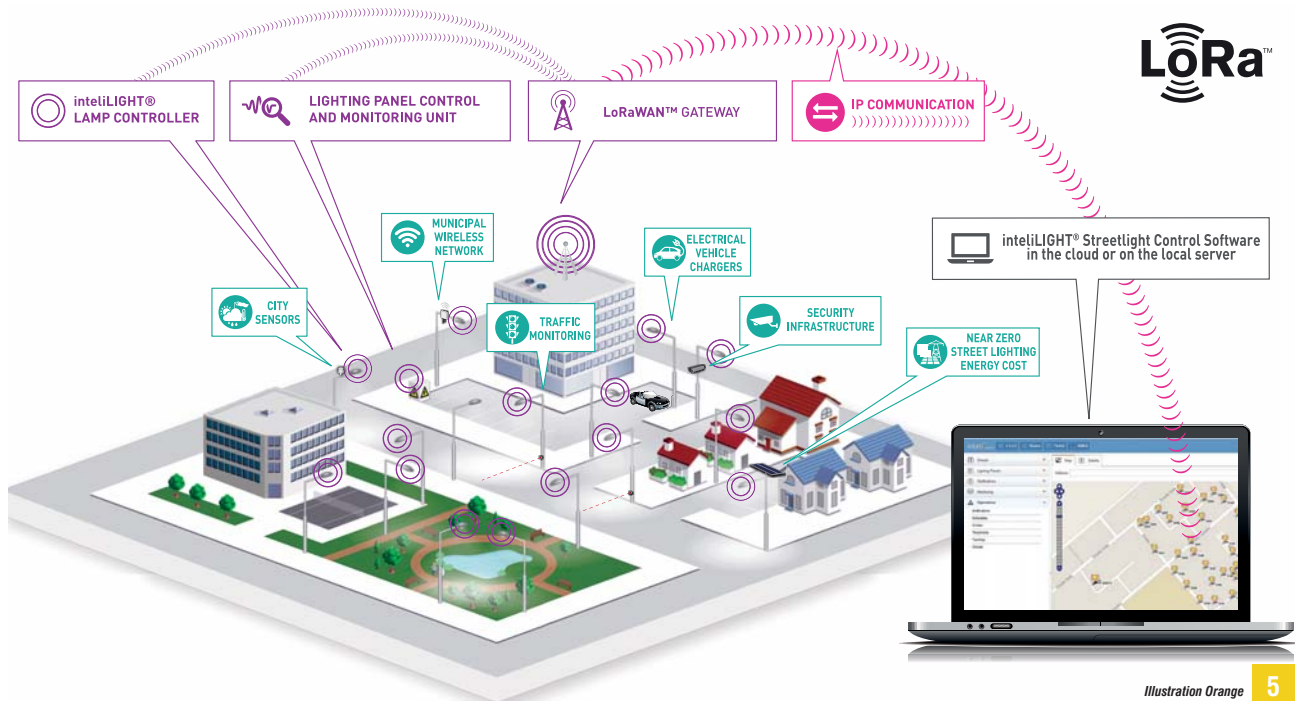 LoRa™
inteliLIGHT®
LAMP CONTROLLER
LIGHTING PANEL CONTROL
AND MONITORING UNIT
LoRaWAN™ GATEWAY
IP COMMUNICATION
inteliLIGHT® Streetlight Control Software
in the cloud or on the local server
MUNICIPAL
WIRELESS
NETWORK
ELECTRICAL
VEHICLE
CHARGERS
CITY
SENSORS
TRAFFIC
MONITORING
SECURITY
INFRASTRUCTURE
NEAR ZERO
STREET LIGHTING
ENERGY COST
Map
Illustration Orange
5